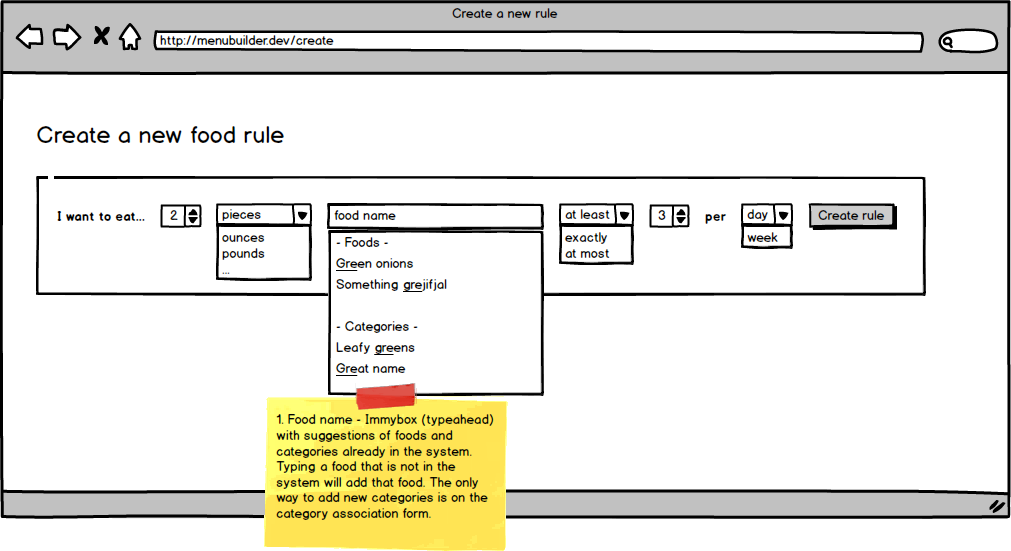 Create a new rule
http://menubuilder.dev/create
Create a new food rule
I want to eat... 2 pieces food name at least 3 per day Create rule
ounces
pounds
...
- Foods -
Green onions
Something grejifjal
- Categories -
Leafy greens
Great name
exactly
at most
week
1. Food name - Immybox (typeahead)
with suggestions of foods and
categories already in the system.
Typing a food that is not in the
system will add that food. The only
way to add new categories is on the
category association form.